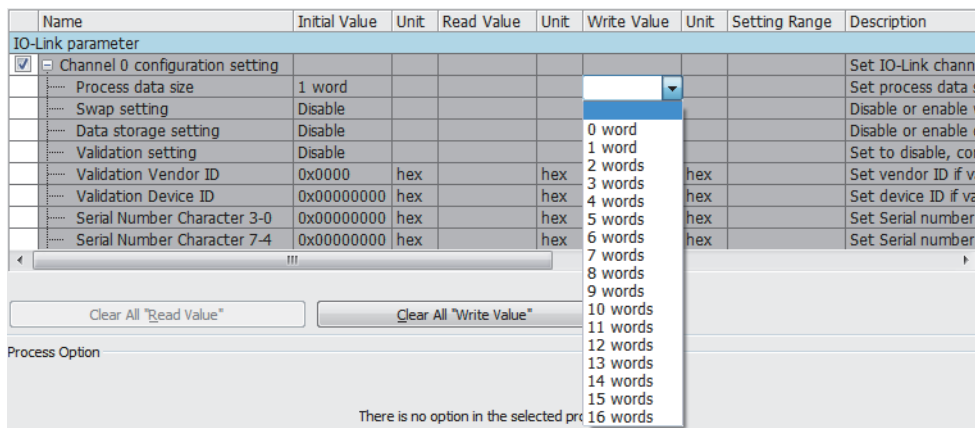 Name Initial Value Unit Read Value Unit Write Value Unit Setting Range Description
IO-Link parameter
Channel 0 configuration setting Set IO-Link chann
Process data size 1 word Set process data s
Swap setting Disable Disable or enable
Data storage setting Disable Disable or enable
Validation setting Disable Set to disable, cor
Validation Vendor ID 0x0000 hex hex hex Set vendor ID if v
Validation Device ID 0x00000000 hex hex hex Set device ID if va
Serial Number Character 3-0 0x00000000 hex hex hex Set Serial number
Serial Number Character 7-4 0x00000000 hex hex hex Set Serial number
0 word
1 word
2 words
3 words
4 words
5 words
6 words
7 words
8 words
9 words
10 words
11 words
12 words
13 words
14 words
15 words
16 words
Clear All "Read Value" Clear All "Write Value"
Process Option
There is no option in the selected pro